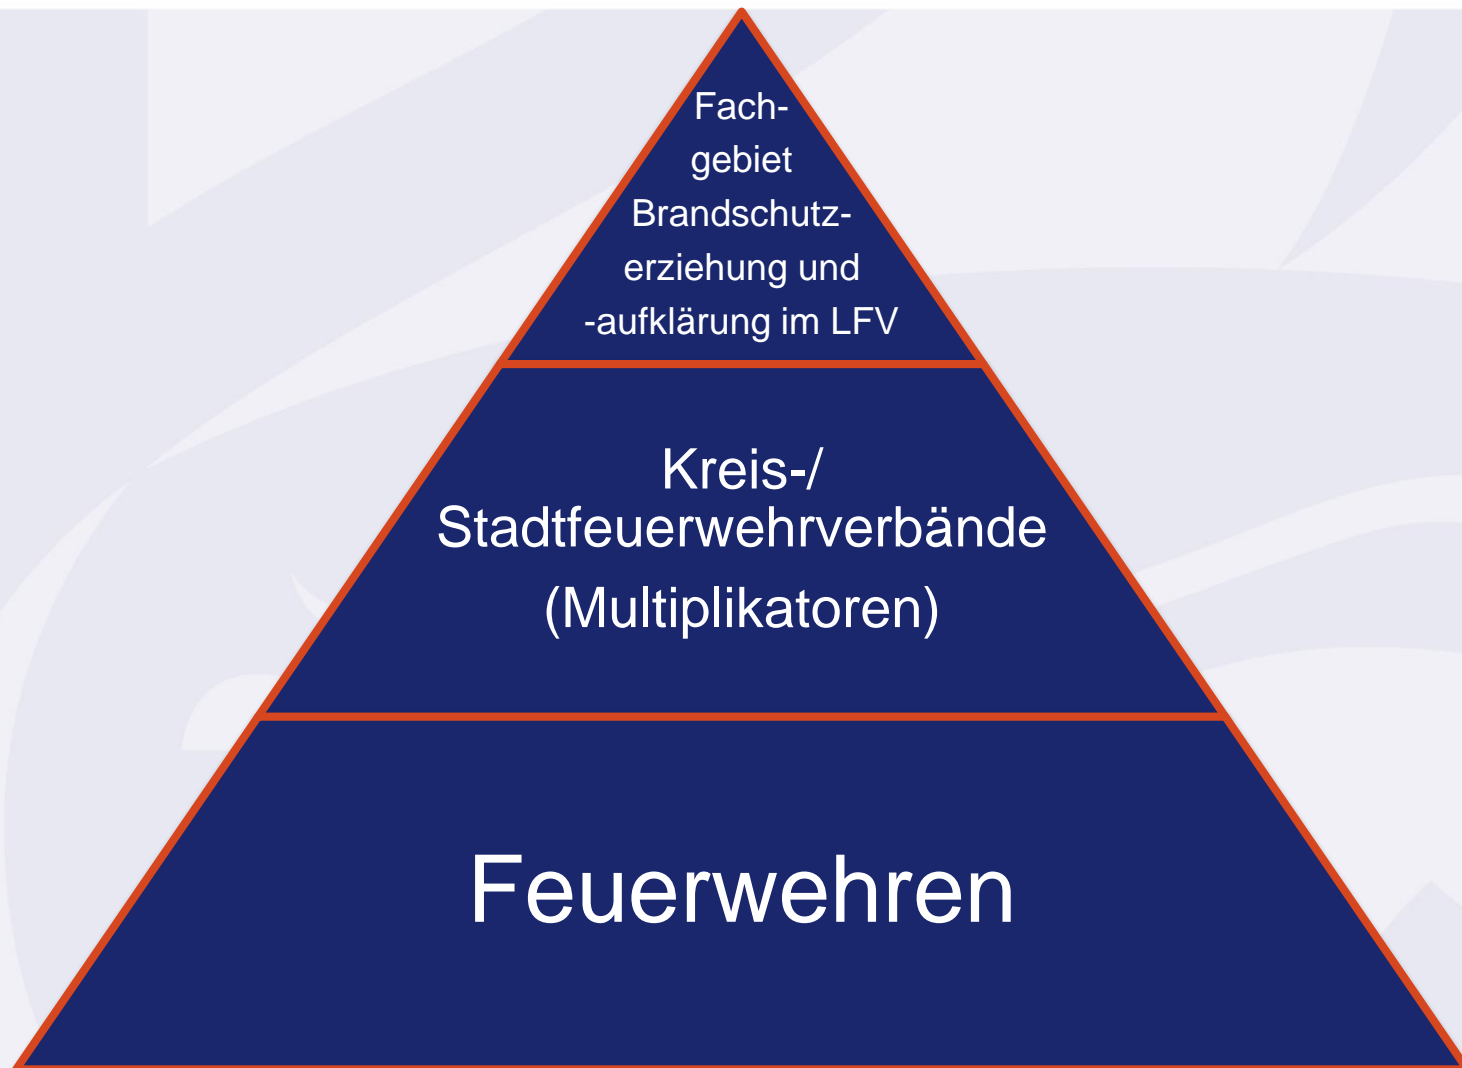 Fach-
gebiet
Brandschutz-
erziehung und
-aufklärung im LFV
Kreis-/
Stadtfeuerwehrverbände
(Multiplikatoren)
Feuerwehren